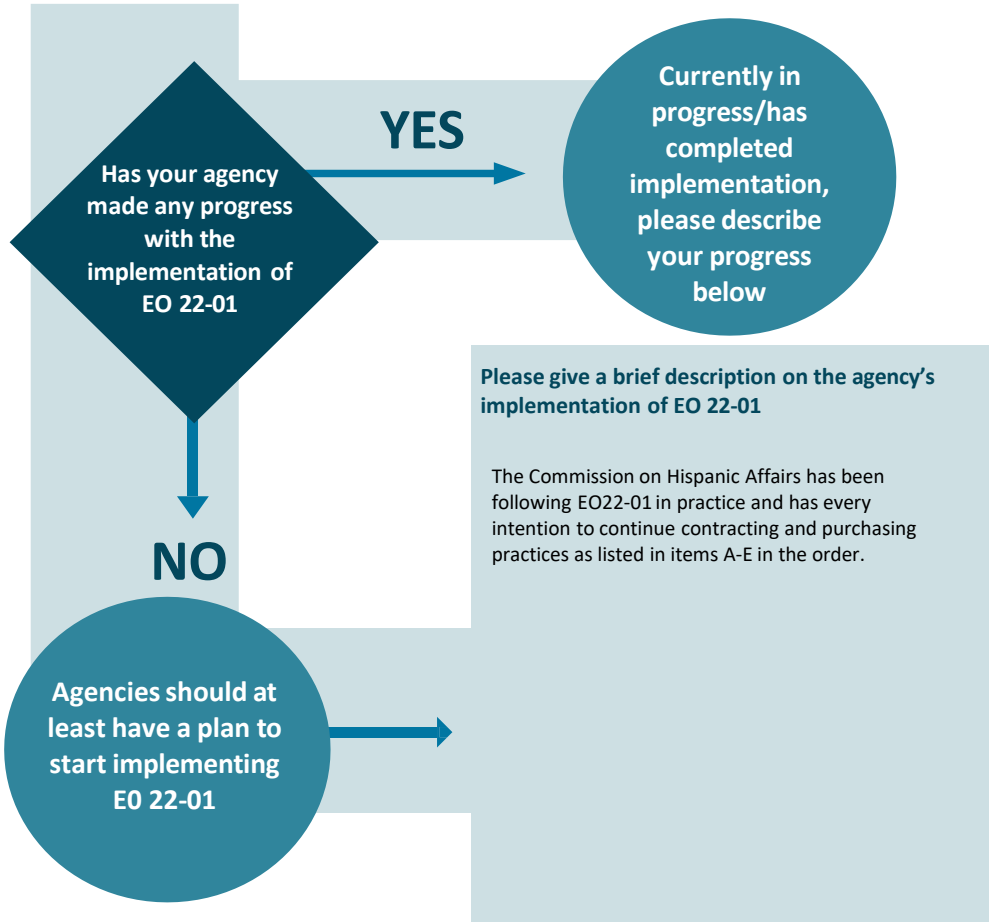 Has your agency
made any progress
with the
implementation of
EO 22-01
YES
Currently in
progress/has
completed
implementation,
please describe
your progress
below
Please give a brief description on the agency’s
implementation of EO 22-01
The Commission on Hispanic Affairs has been
following EO22-01 in practice and has every
intention to continue contracting and purchasing
practices as listed in items A-E in the order.
NO
Agencies should at
least have a plan to
start implementing
E0 22-01